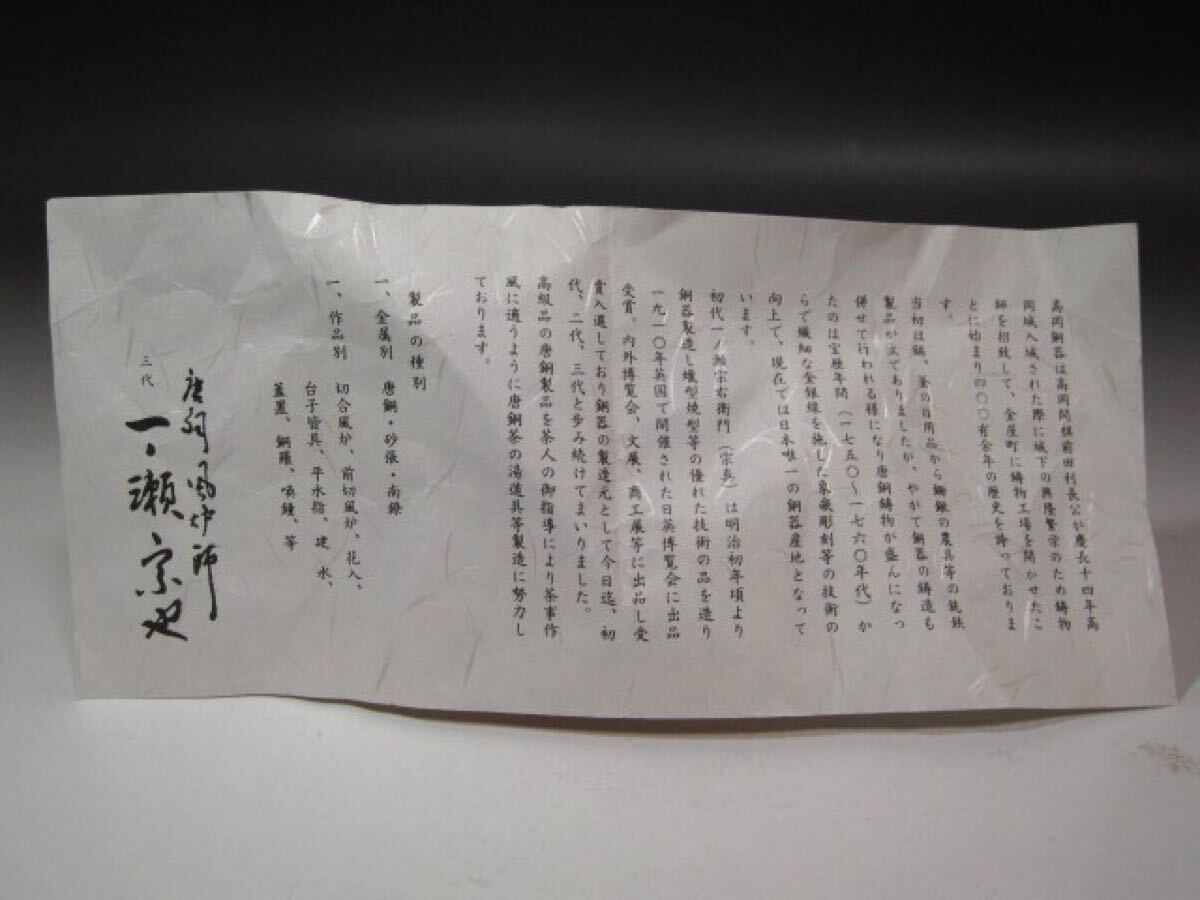 高岡銅器は高岡開祖前田利長公が慶長十四年高
岡城入城された際に城下の興隆繁栄のため鋳物
師を招致して、金屋町に鋳物工場を開かせたこ
とに始まり四〇〇有余年の歴史を持っておりま
す。
当初は鍋、釜の日用品から鋤鍬の農具等の銑鉄
製品が主でありましたが、やがて銅器の鋳造も
併せて行われる様になり唐銅鋳物が盛んになっ
たのは宝暦年間（一七五〇〜一七六〇年代）か
らで繊細な金銀線を施した象嵌彫刻等の技術の
向上で、現在では日本唯一の銅器産地となって
います。
初代一ノ瀬宗右衛門（宗真）は明治初年頃より
銅器製造し蠟型焼型等の優れた技術の品を造り
一九一〇年英国で開催された日英博覧会に出品
受賞。内外博覧会、文展、商工展等に出品し受
賞入選しており銅器の製造元として今日迄、初
代、二代、三代と歩み続けてまいりました。
高級品の唐銅製品を茶人の御指導により茶事作
風に適うように唐銅茶の湯道具等製造に努力し
ております。
製品の種別
一、金属別　唐銅・砂張・南鐐
一、作品別　切合風炉、前切風炉、花入、
台子皆具、平水指、建　水、
蓋置、銅羅、喚鐘、等
唐銅風炉師
三代　一ノ瀬宗也